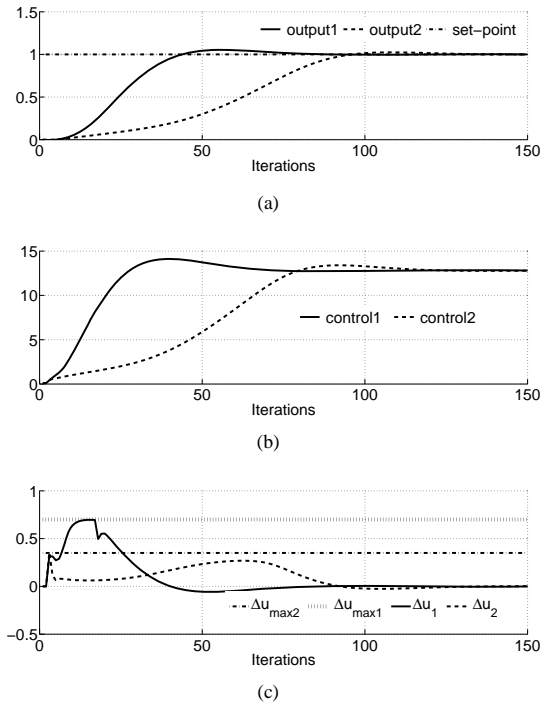 output1 output2 set−point
1.5
1
0.5
0
0 50 100 150
Iterations
(a)
15
10
5
0
0 50 100 150
control1 control2
Iterations
(b)
1
0.5
0
−0.5
Δu_max2 Δu_max1 Δu_1 Δu_2
0 50 100 150
Iterations
(c)